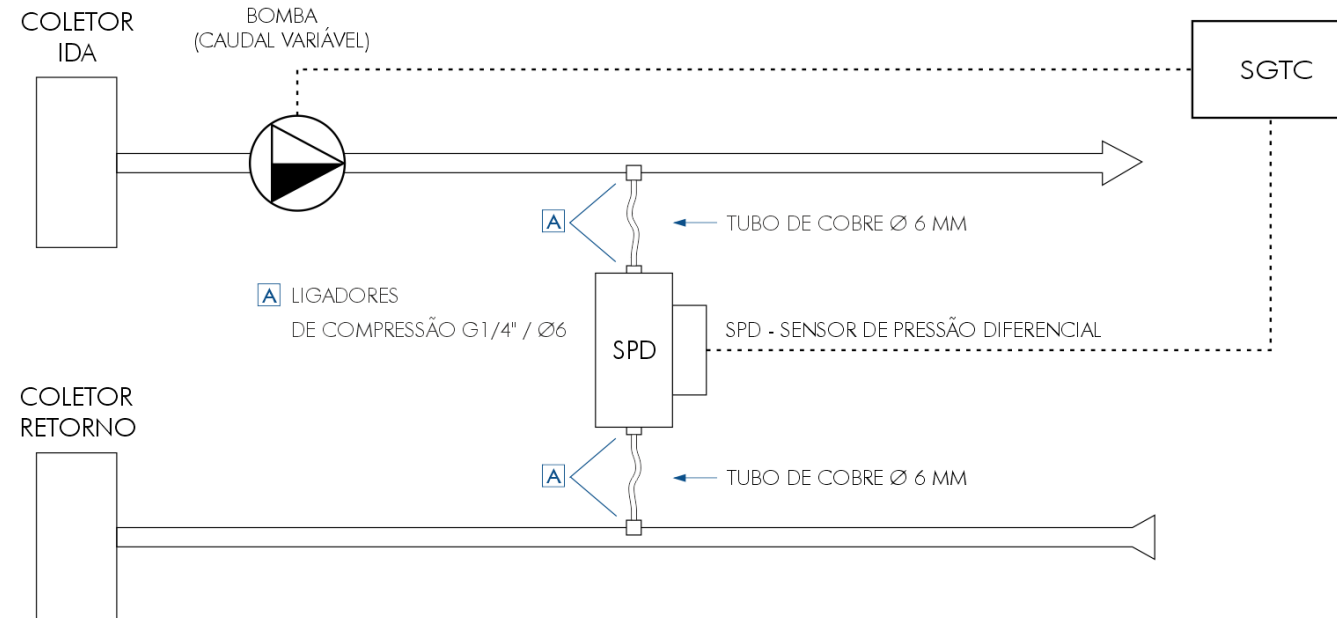 COLETOR
IDA
BOMBA
(CAUDAL VARIÁVEL)
SGTC
A
TUBO DE COBRE Ø 6 MM
A LIGADORES
DE COMPRESSÃO G1/4" / Ø6
SPD
SPD - SENSOR DE PRESSÃO DIFERENCIAL
COLETOR
RETORNO
A
TUBO DE COBRE Ø 6 MM